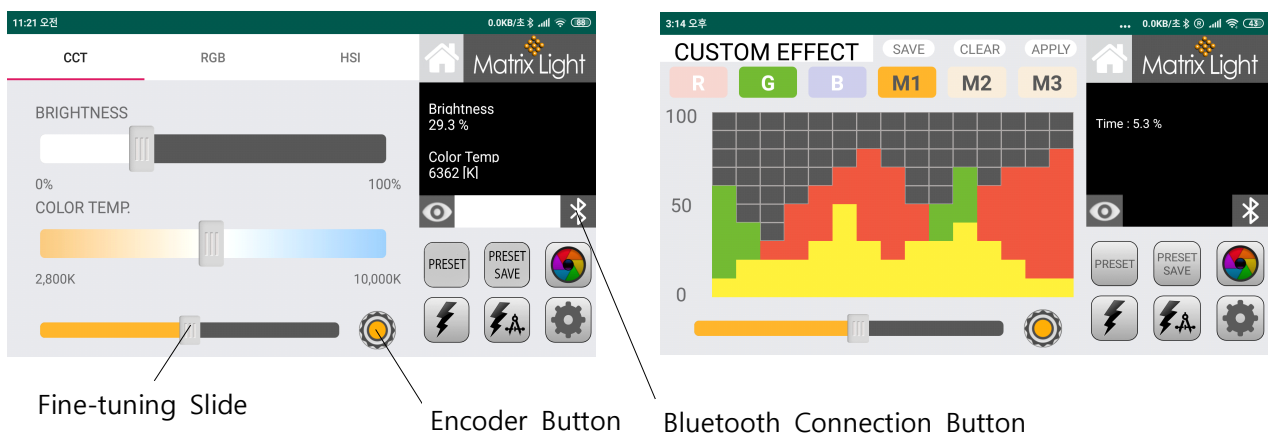 11:21 오전
0.0KB/초
88
CCT
RGB
HSI
Matrix Light
BRIGHTNESS
0%
100%
COLOR TEMP.
2,800K
10,000K
Brightness
29.3 %
Color Temp
6362 [K]
PRESET
PRESET
SAVE
3:14 오후
... 0.0KB/초
R
43
CUSTOM EFFECT
SAVE
CLEAR
APPLY
Matrix Light
R
G
B
M1
M2
M3
100
50
0
Time : 5.3 %
PRESET
PRESET
SAVE
Fine-tuning Slide
Encoder Button
Bluetooth Connection Button